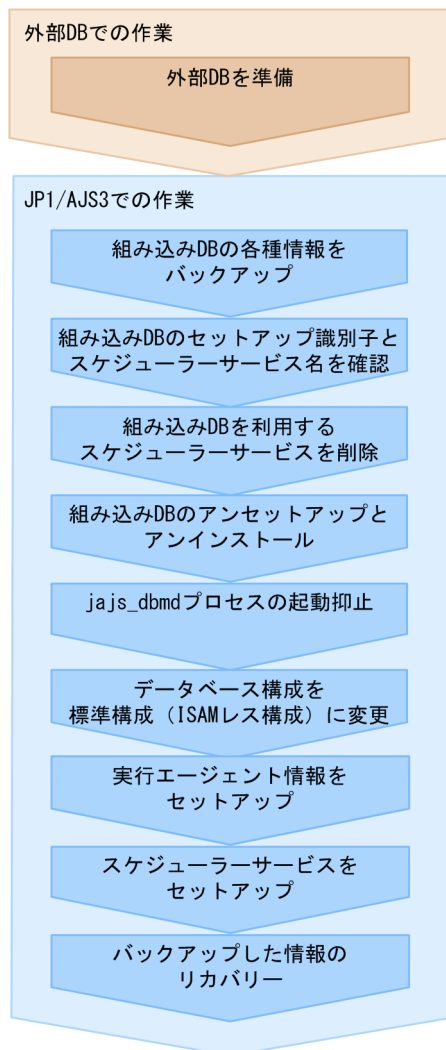 外部DBでの作業
外部DBを準備
JP1/AJS3での作業
組み込みDBの各種情報を
バックアップ
組み込みDBのセットアップ識別子と
スケジューラーサービス名を確認
組み込みDBを利用する
スケジューラーサービスを削除
組み込みDBのアンセットアップと
アンインストール
jajs_dbmdプロセスの起動抑止
データベース構成を
標準構成（ISAMレス構成）に変更
実行エージェント情報を
セットアップ
スケジューラーサービスを
セットアップ
バックアップした情報の
リカバリー